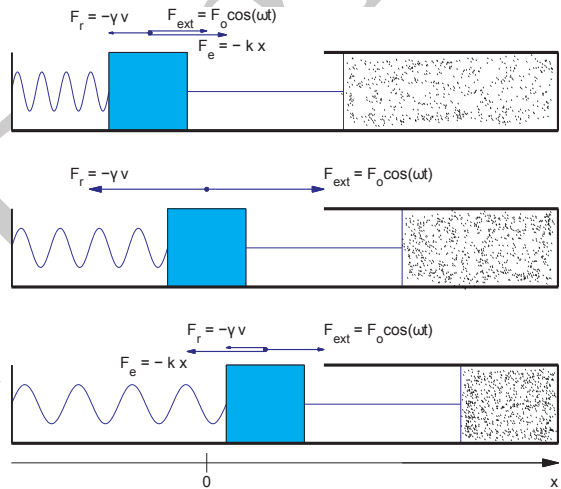 F_r = −γ v
F_ext = F_o cos(ωt)
F_e = − k x
F_r = −γ v
F_ext = F_o cos(ωt)
F_r = −γ v
F_ext = F_o cos(ωt)
F_e = − k x
0
x